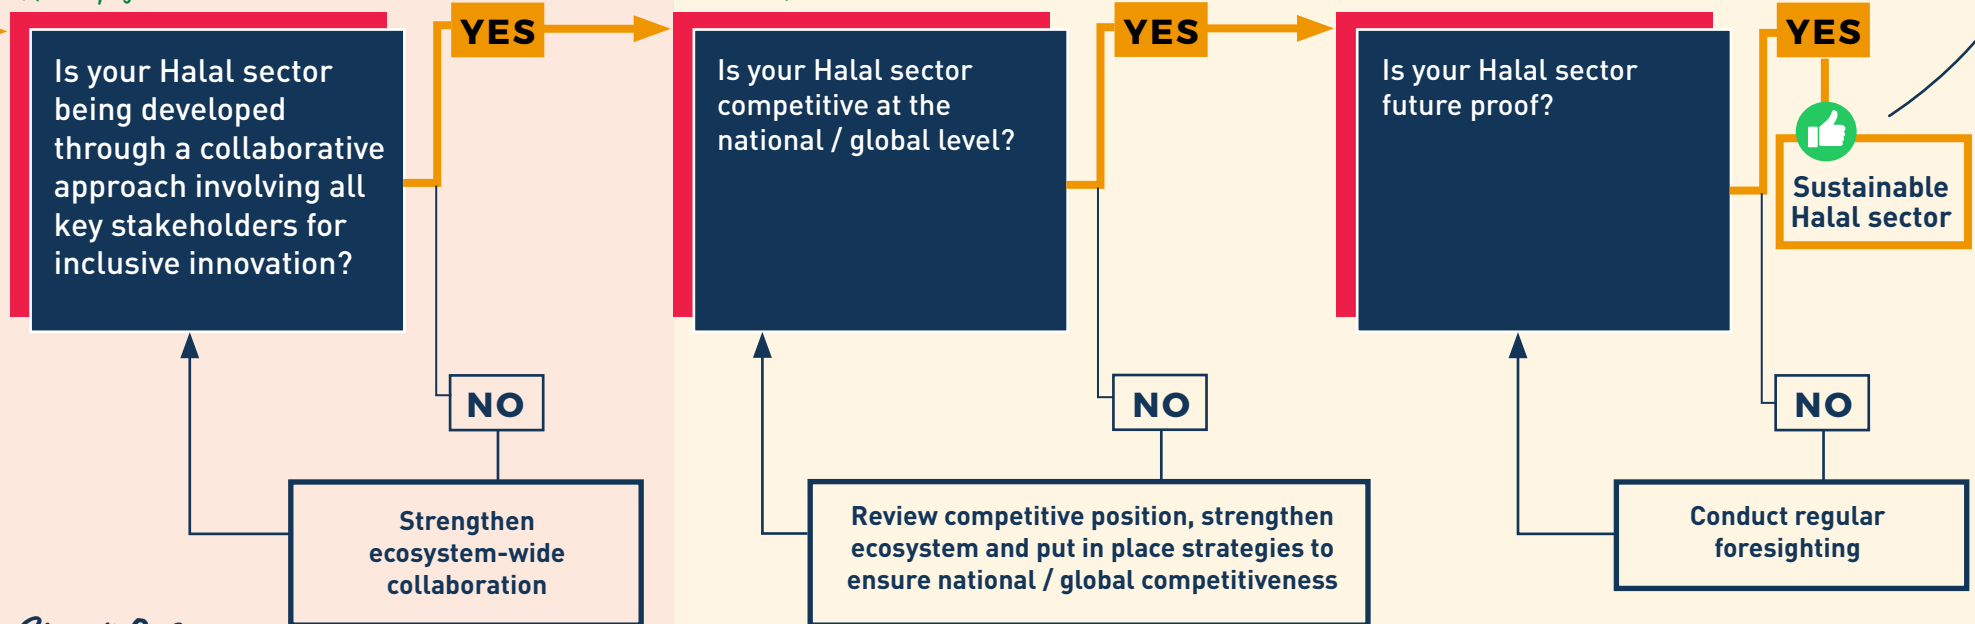 Is your Halal sector
being developed
through a collaborative
approach involving all
key stakeholders for
inclusive innovation?
YES
NO
Strengthen
ecosystem-wide
collaboration
Is your Halal sector
competitive at the
national / global level?
YES
NO
Review competitive position, strengthen
ecosystem and put in place strategies to
ensure national / global competitiveness
Is your Halal sector
future proof?
YES
Sustainable
Halal sector
NO
Conduct regular
foresighting